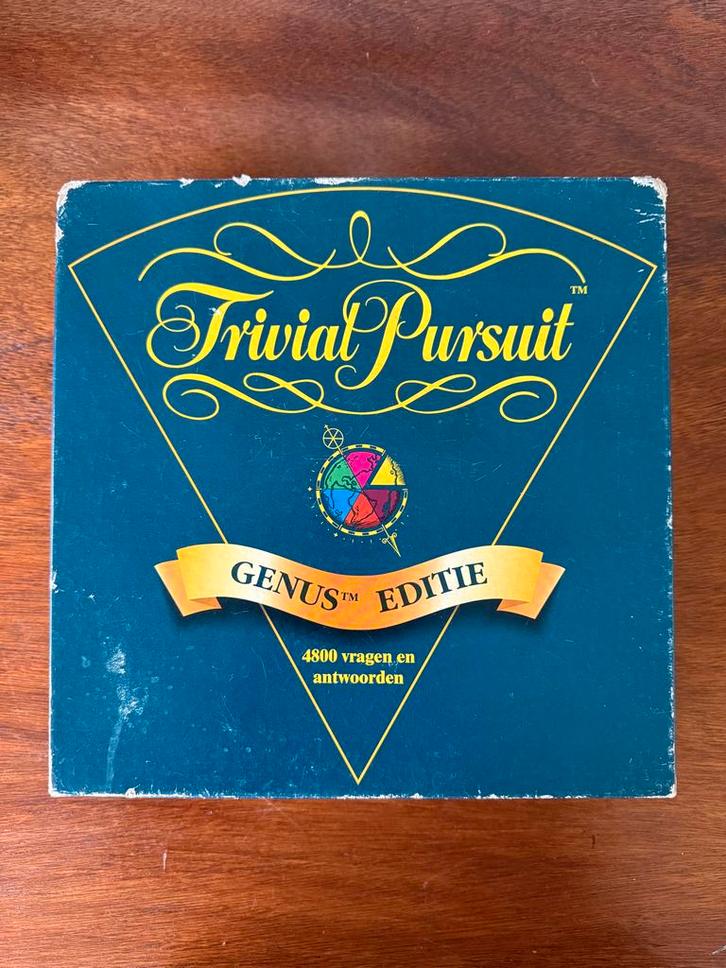 Trivial Pursuit™
GENUS™ EDITIE
4800 vragen en
antwoorden